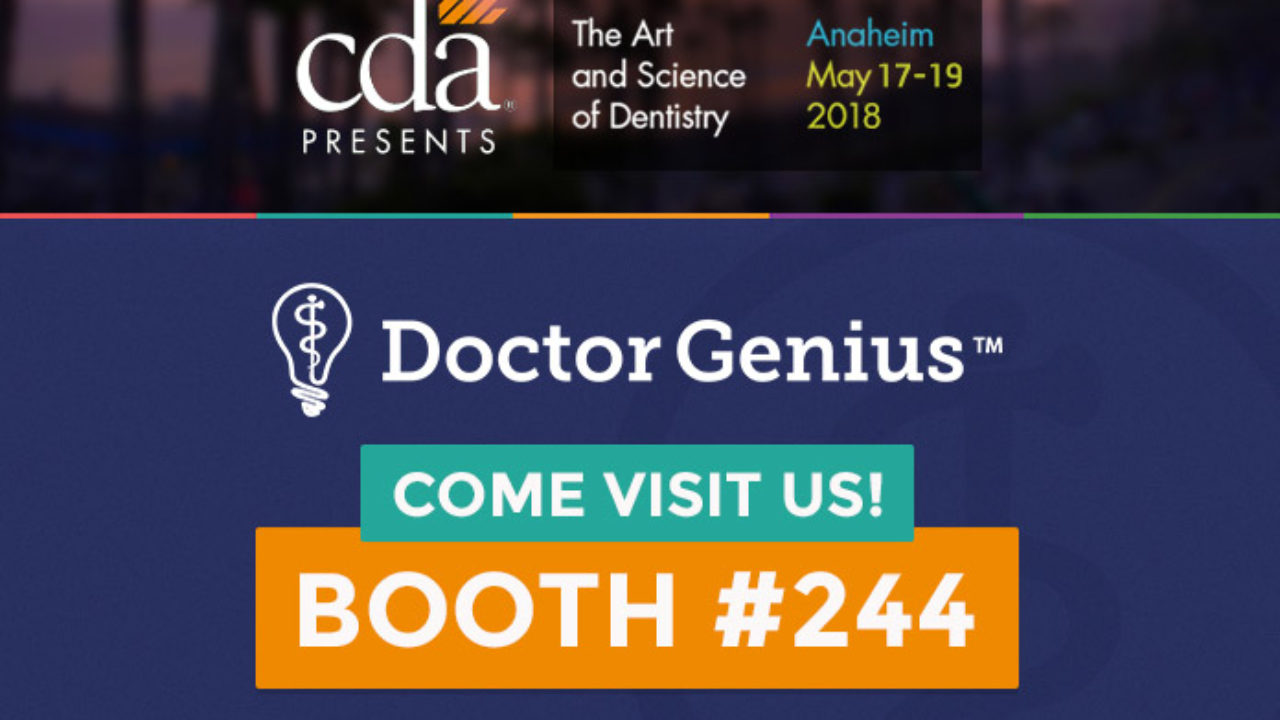 cda®
PRESENTS
The Art
and Science
of Dentistry
Anaheim
May 17-19
2018
Doctor Genius™
COME VISIT US!
BOOTH #244